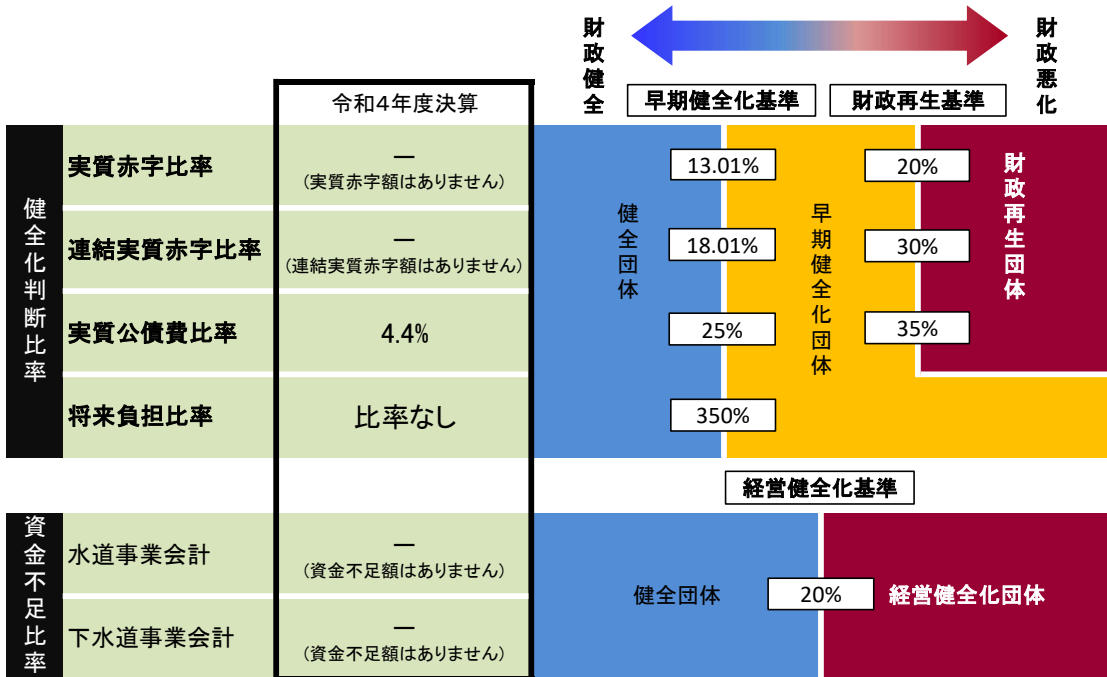 財政健全
財政悪化
早期健全化基準
財政再生基準
令和4年度決算
健全化判断比率
実質赤字比率
―
(実質赤字額はありません)
13.01%
20%
連結実質赤字比率
―
(連結実質赤字額はありません)
18.01%
30%
実質公債費比率
4.4%
25%
35%
将来負担比率
比率なし
350%
健全団体
早期健全化団体
財政再生団体
経営健全化基準
資金不足比率
水道事業会計
―
(資金不足額はありません)
下水道事業会計
―
(資金不足額はありません)
健全団体
20%
経営健全化団体